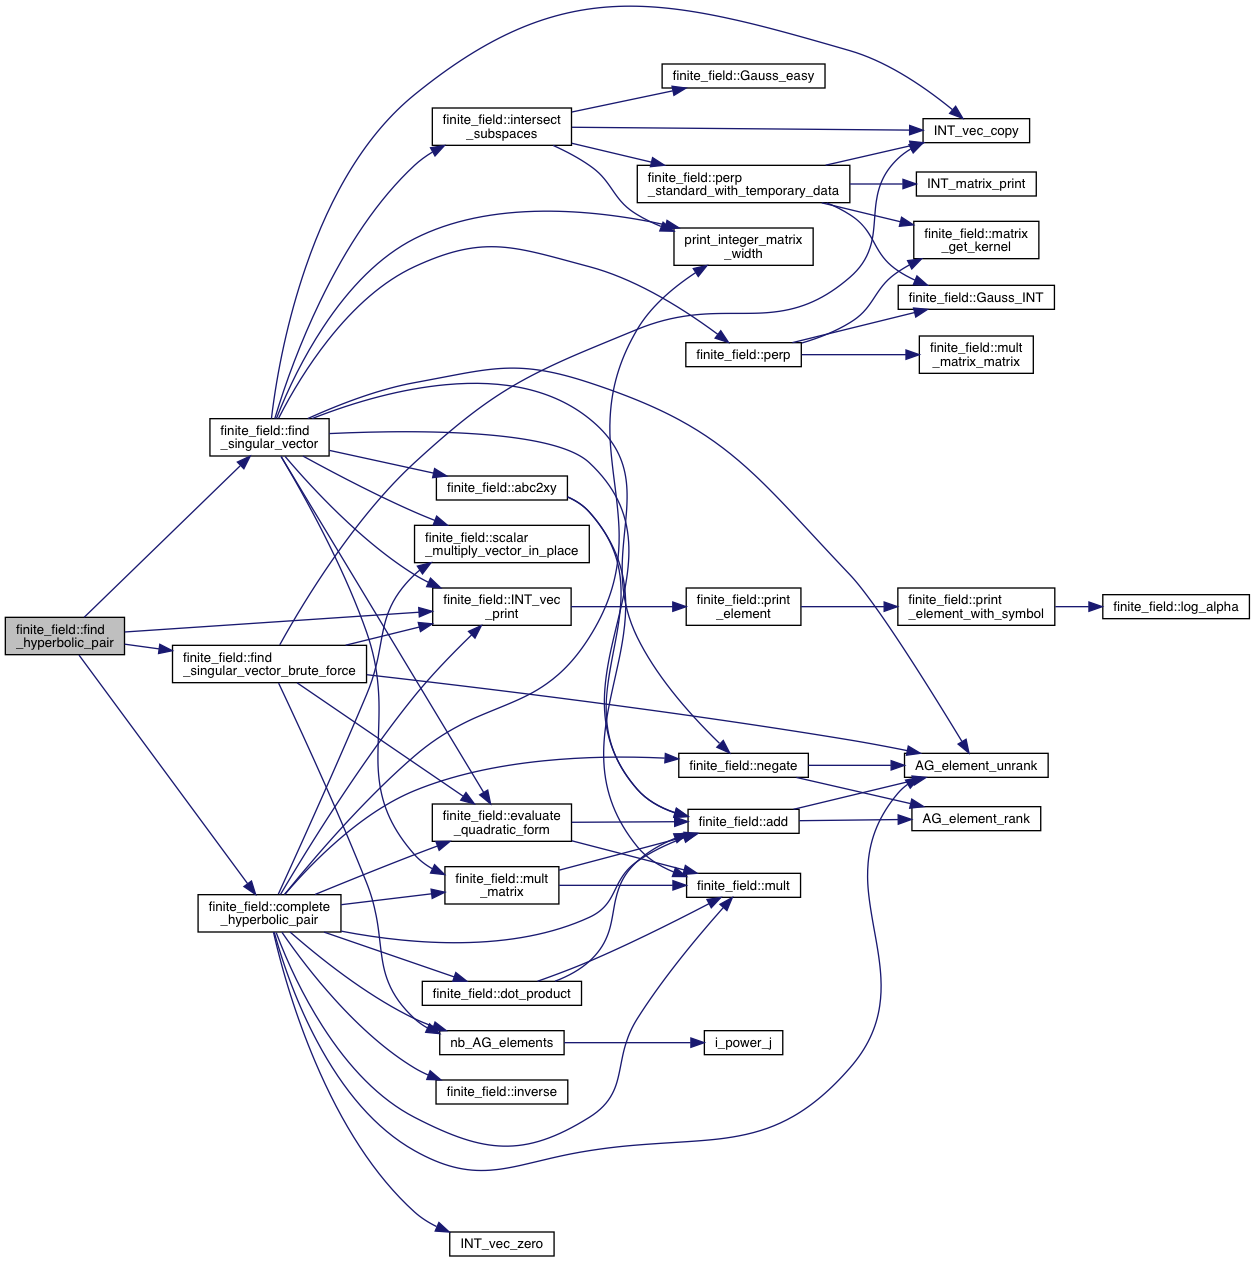 finite_field::Gauss_easy
finite_field::intersect
_subspaces
INT_vec_copy
finite_field::perp
_standard_with_temporary_data
INT_matrix_print
print_integer_matrix
_width
finite_field::matrix
_get_kernel
finite_field::Gauss_INT
finite_field::perp
finite_field::mult
_matrix_matrix
finite_field::find
_singular_vector
finite_field::abc2xy
finite_field::scalar
_multiply_vector_in_place
finite_field::INT_vec
_print
finite_field::print
_element
finite_field::print
_element_with_symbol
finite_field::log_alpha
finite_field::find
_hyperbolic_pair
finite_field::find
_singular_vector_brute_force
finite_field::negate
AG_element_unrank
finite_field::evaluate
_quadratic_form
finite_field::add
AG_element_rank
finite_field::mult
_matrix
finite_field::mult
finite_field::complete
_hyperbolic_pair
finite_field::dot_product
nb_AG_elements
i_power_j
finite_field::inverse
INT_vec_zero